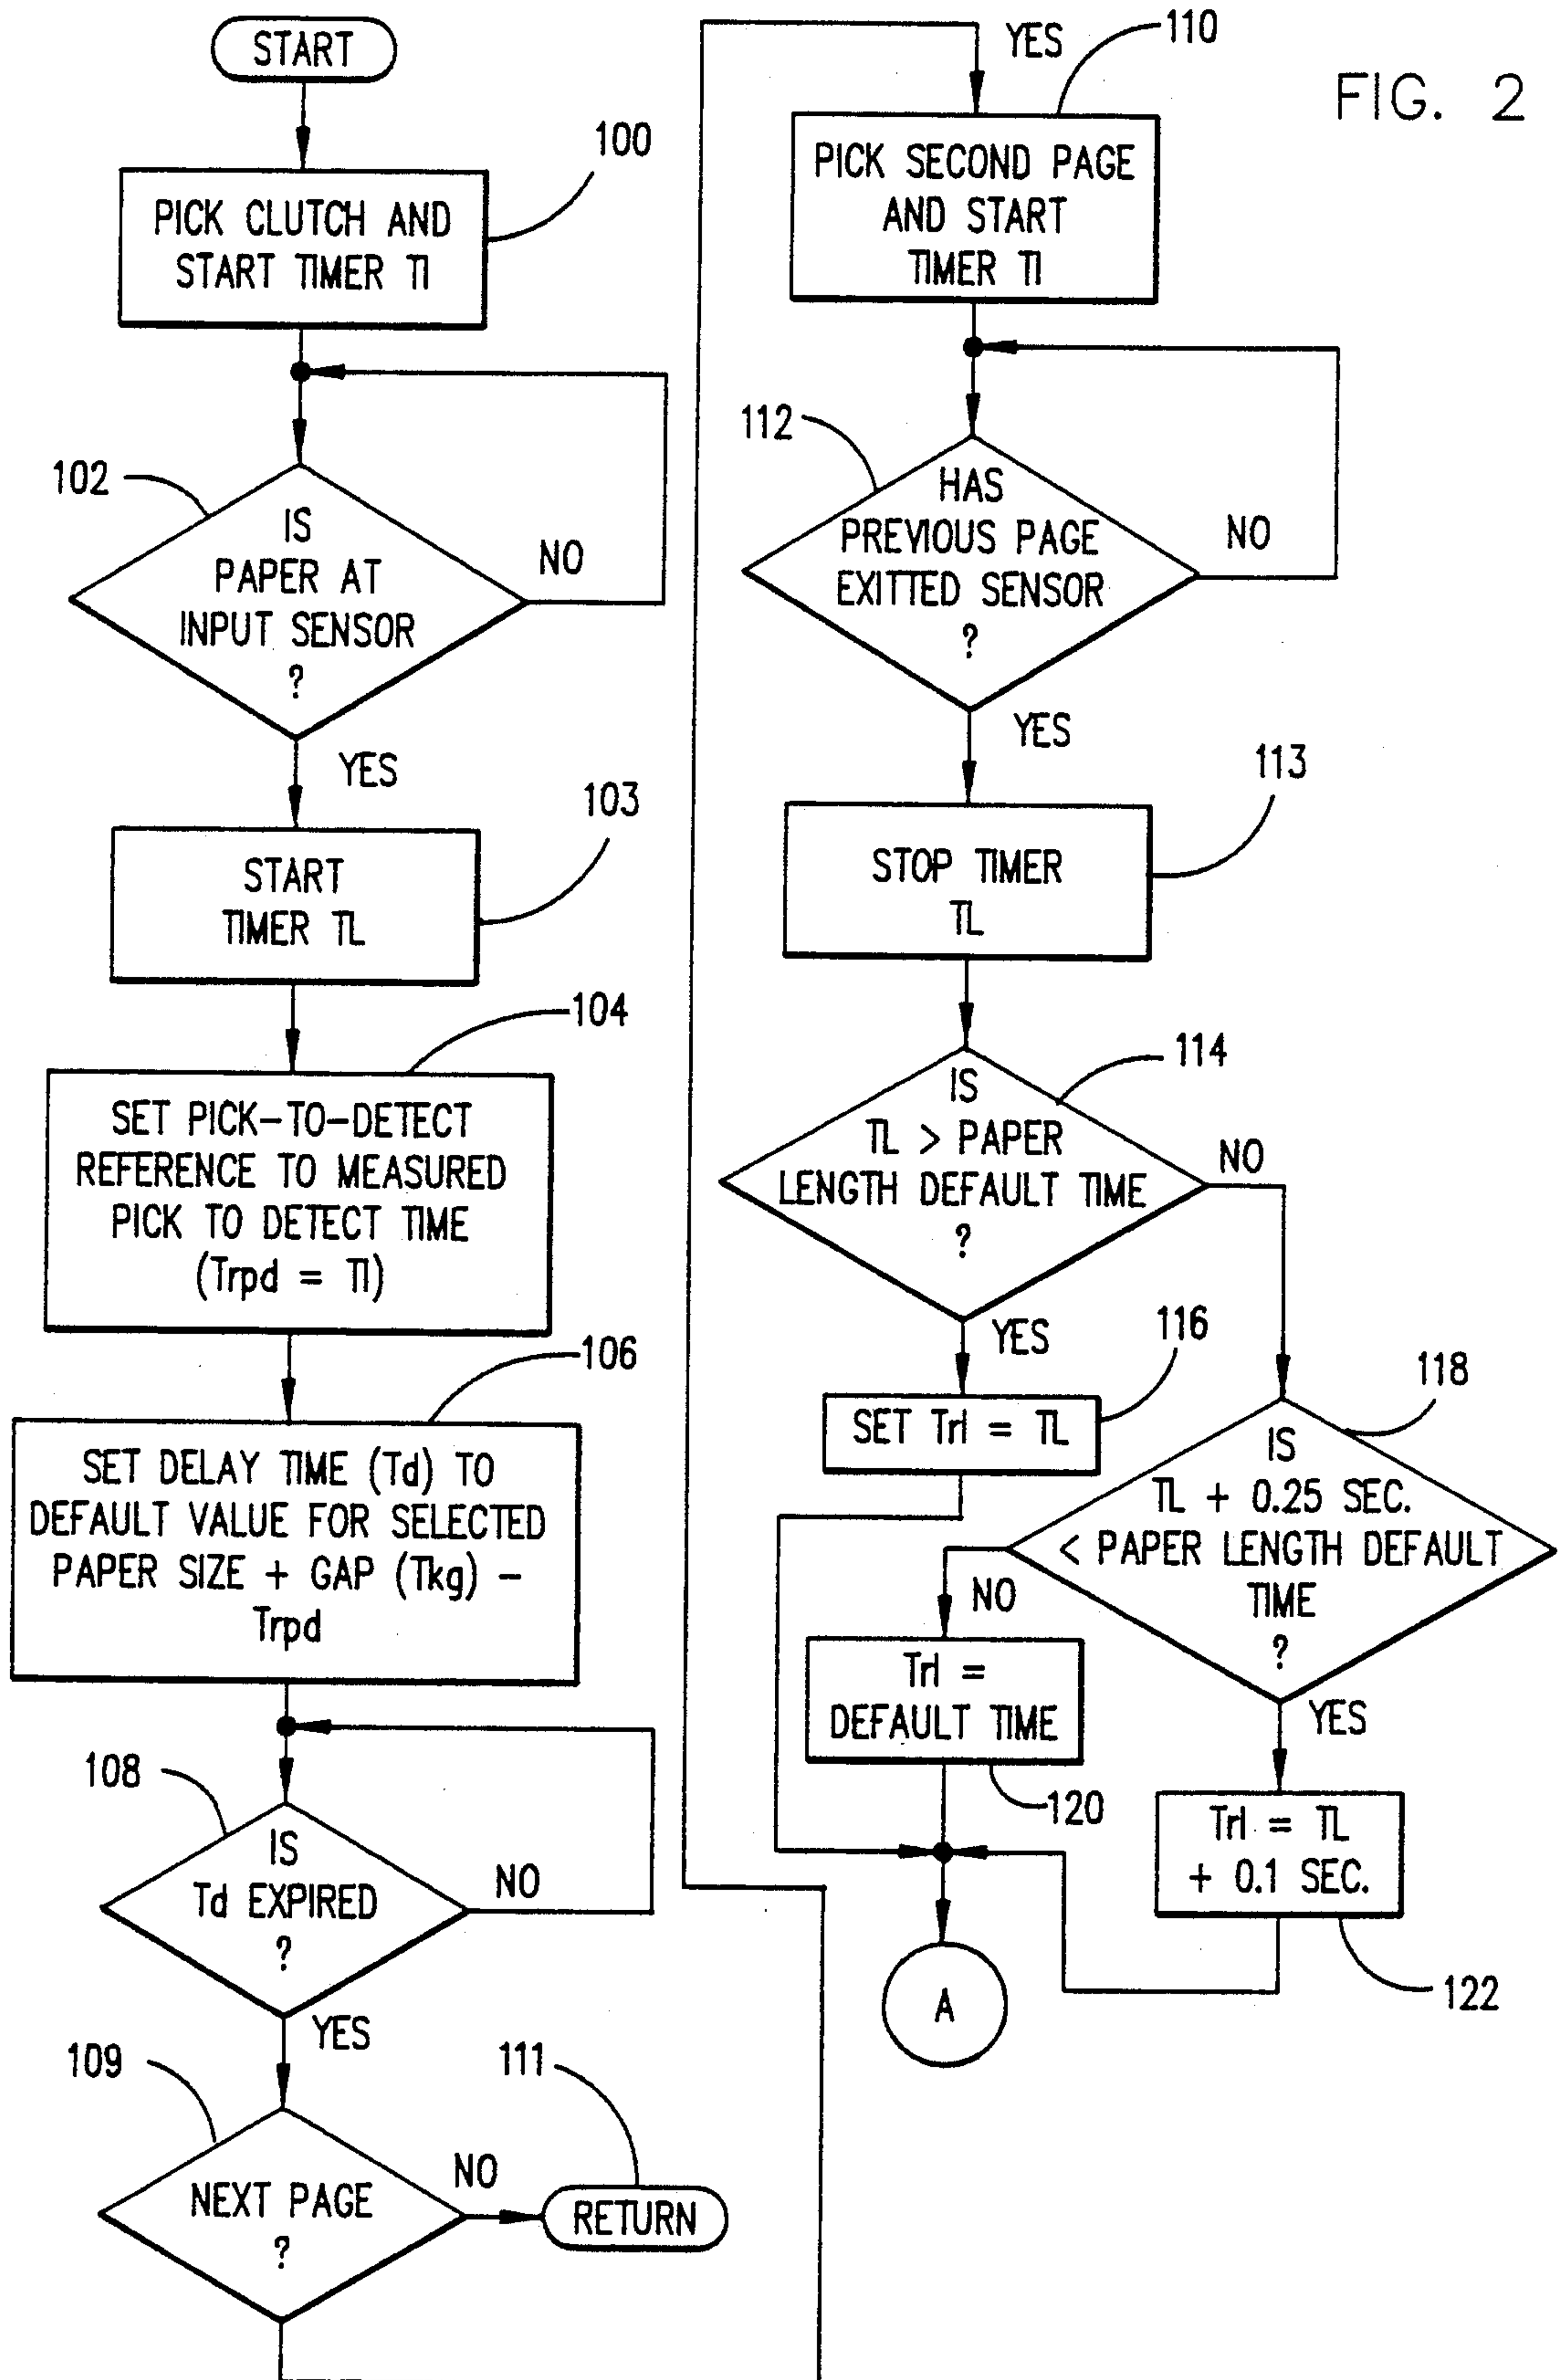 START
100
PICK CLUTCH AND
START TIMER TI
102
IS
PAPER AT
INPUT SENSOR
?
NO
YES
103
START
TIMER TL
104
SET PICK-TO-DETECT
REFERENCE TO MEASURED
PICK TO DETECT TIME
(Trpd = TI)
106
SET DELAY TIME (Td) TO
DEFAULT VALUE FOR SELECTED
PAPER SIZE + GAP (Tkg) -
Trpd
108
IS
Td EXPIRED
?
NO
YES
109
NEXT PAGE
?
NO
111
RETURN
YES
110
FIG. 2
PICK SECOND PAGE
AND START
TIMER TI
112
HAS
PREVIOUS PAGE
EXITTED SENSOR
?
NO
YES
113
STOP TIMER
TL
114
IS
TL > PAPER
LENGTH DEFAULT TIME
?
NO
YES
116
SET Trl = TL
118
IS
TL + 0.25 SEC.
< PAPER LENGTH DEFAULT
TIME
?
NO
YES
Trl =
DEFAULT TIME
120
Trl = TL
+ 0.1 SEC.
122
A